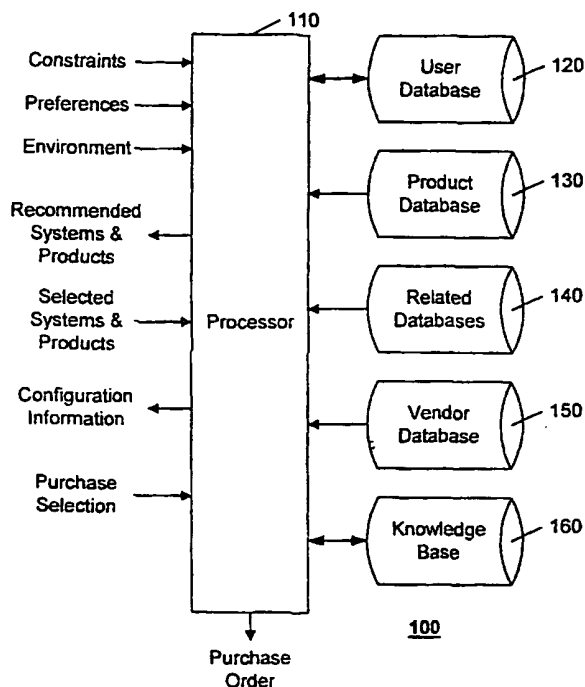 110
Constraints
Preferences
Environment
Recommended
Systems &
Products
Selected
Systems &
Products
Configuration
Information
Purchase
Selection
Processor
User
Database
120
Product
Database
130
Related
Databases
140
Vendor
Database
150
Knowledge
Base
160
100
Purchase
Order